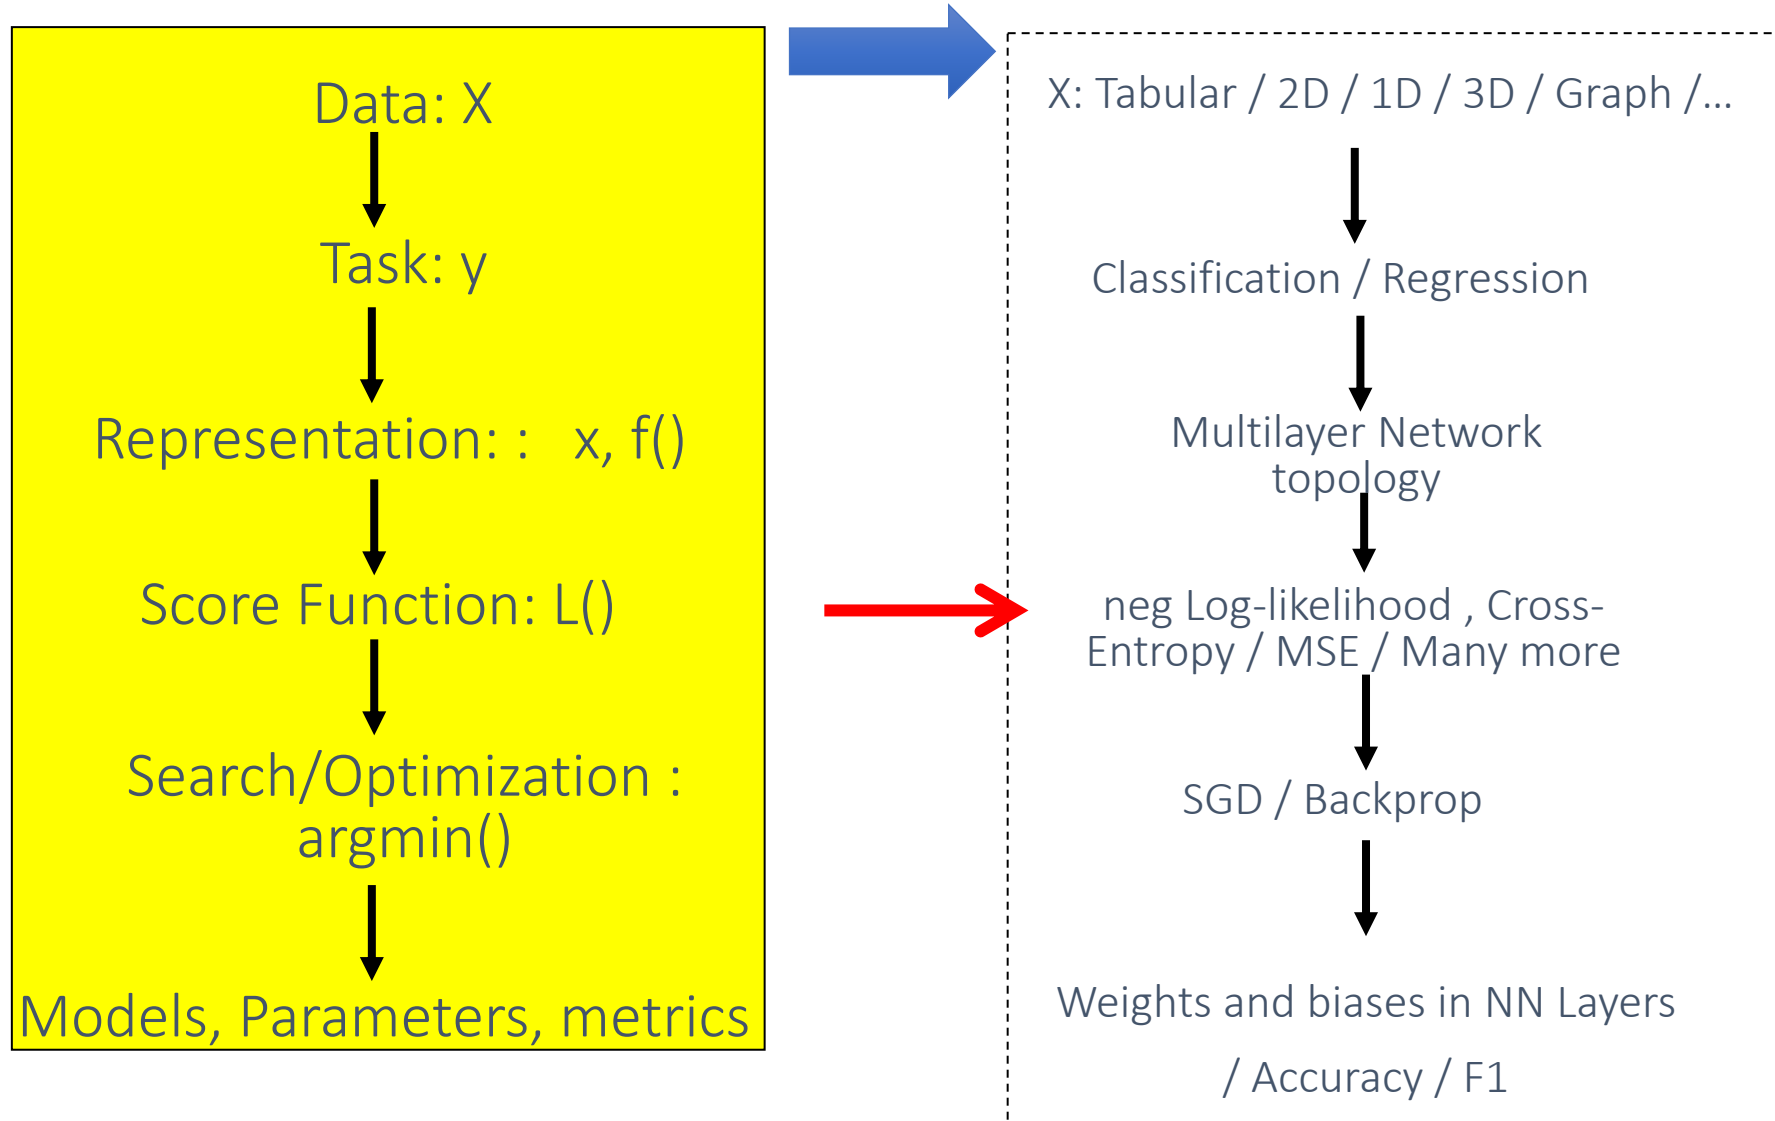 Data: X
Task: y
Representation: : x, f()
Score Function: L()
Search/Optimization :
argmin()
Models, Parameters, metrics
X: Tabular / 2D / 1D / 3D / Graph /...
Classification / Regression
Multilayer Network
topology
neg Log-likelihood , Cross-
Entropy / MSE / Many more
SGD / Backprop
Weights and biases in NN Layers
/ Accuracy / F1